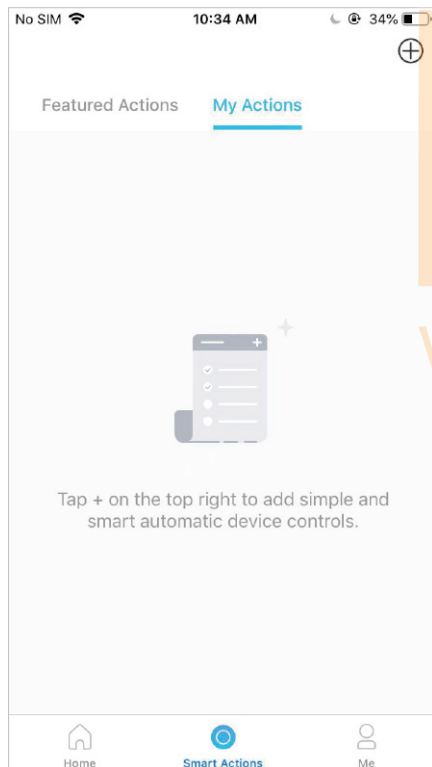 No SIM 10:34 AM 34%
Featured Actions My Actions
Tap + on the top right to add simple and
smart automatic device controls.
Home Smart Actions Me